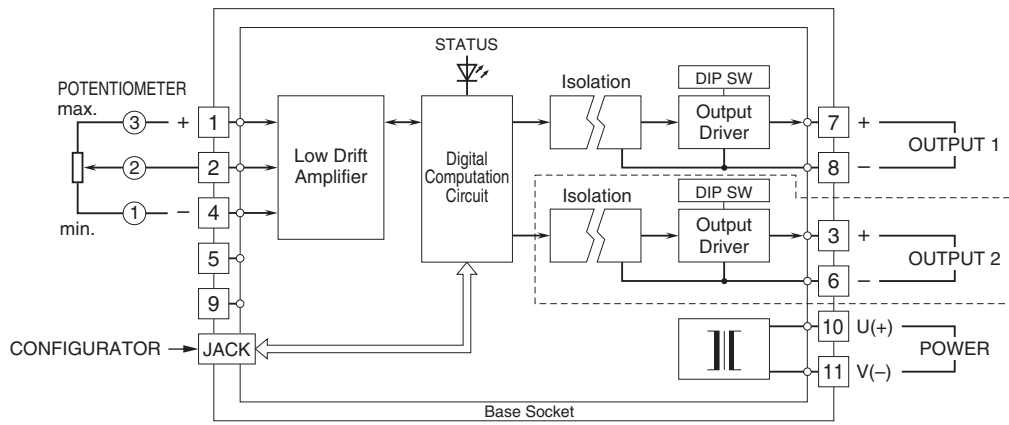 STATUS
POTENTIOMETER
max.
3 + 1
2 2
1 − 4
min.
5
9
CONFIGURATOR JACK
Low Drift
Amplifier
Digital
Computation
Circuit
Isolation
DIP SW
Output
Driver
7 +
8 −
OUTPUT 1
Isolation
DIP SW
Output
Driver
3 +
6 −
OUTPUT 2
10 U(+)
11 V(–)
POWER
Base Socket